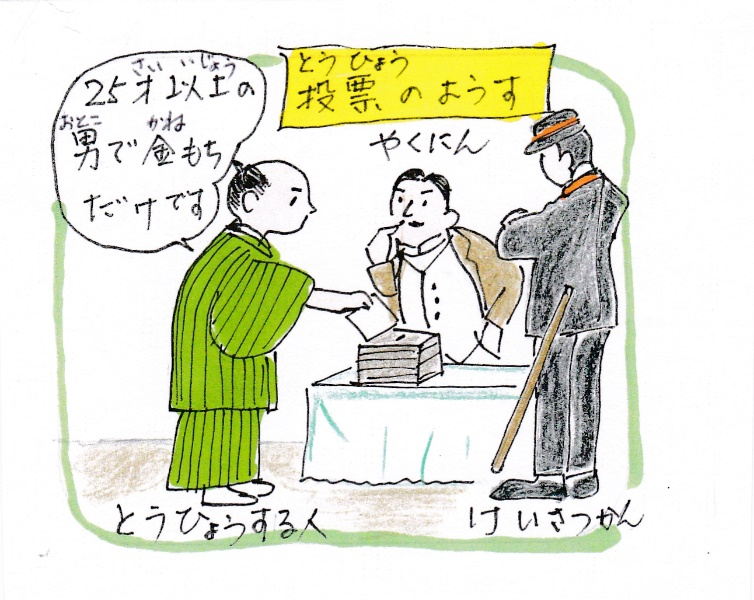 とうひょう
投票のようす
さいいじょう
25才以上の
おとこ かね
男で金もち
だけです
やくにん
とうひょうする人
けいさつかん